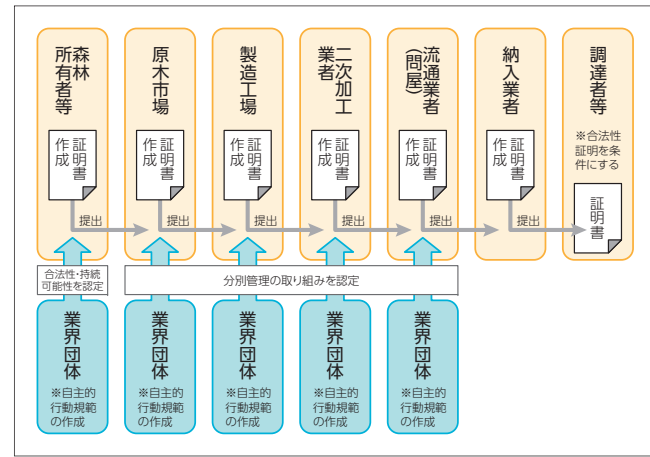 森林
所有者等
証明書
作成
提出
原木市場
証明書
作成
提出
製造工場
証明書
作成
提出
二次加工
業者
証明書
作成
提出
流通業者
(問屋)
証明書
作成
提出
納入業者
証明書
作成
提出
調達者等
※合法性
証明を条
件にする
証明書
合法性・持続
可能性を認定
分別管理の取り組みを認定
業界団体
※自主的
行動規範
の作成
業界団体
※自主的
行動規範
の作成
業界団体
※自主的
行動規範
の作成
業界団体
※自主的
行動規範
の作成
業界団体
※自主的
行動規範
の作成